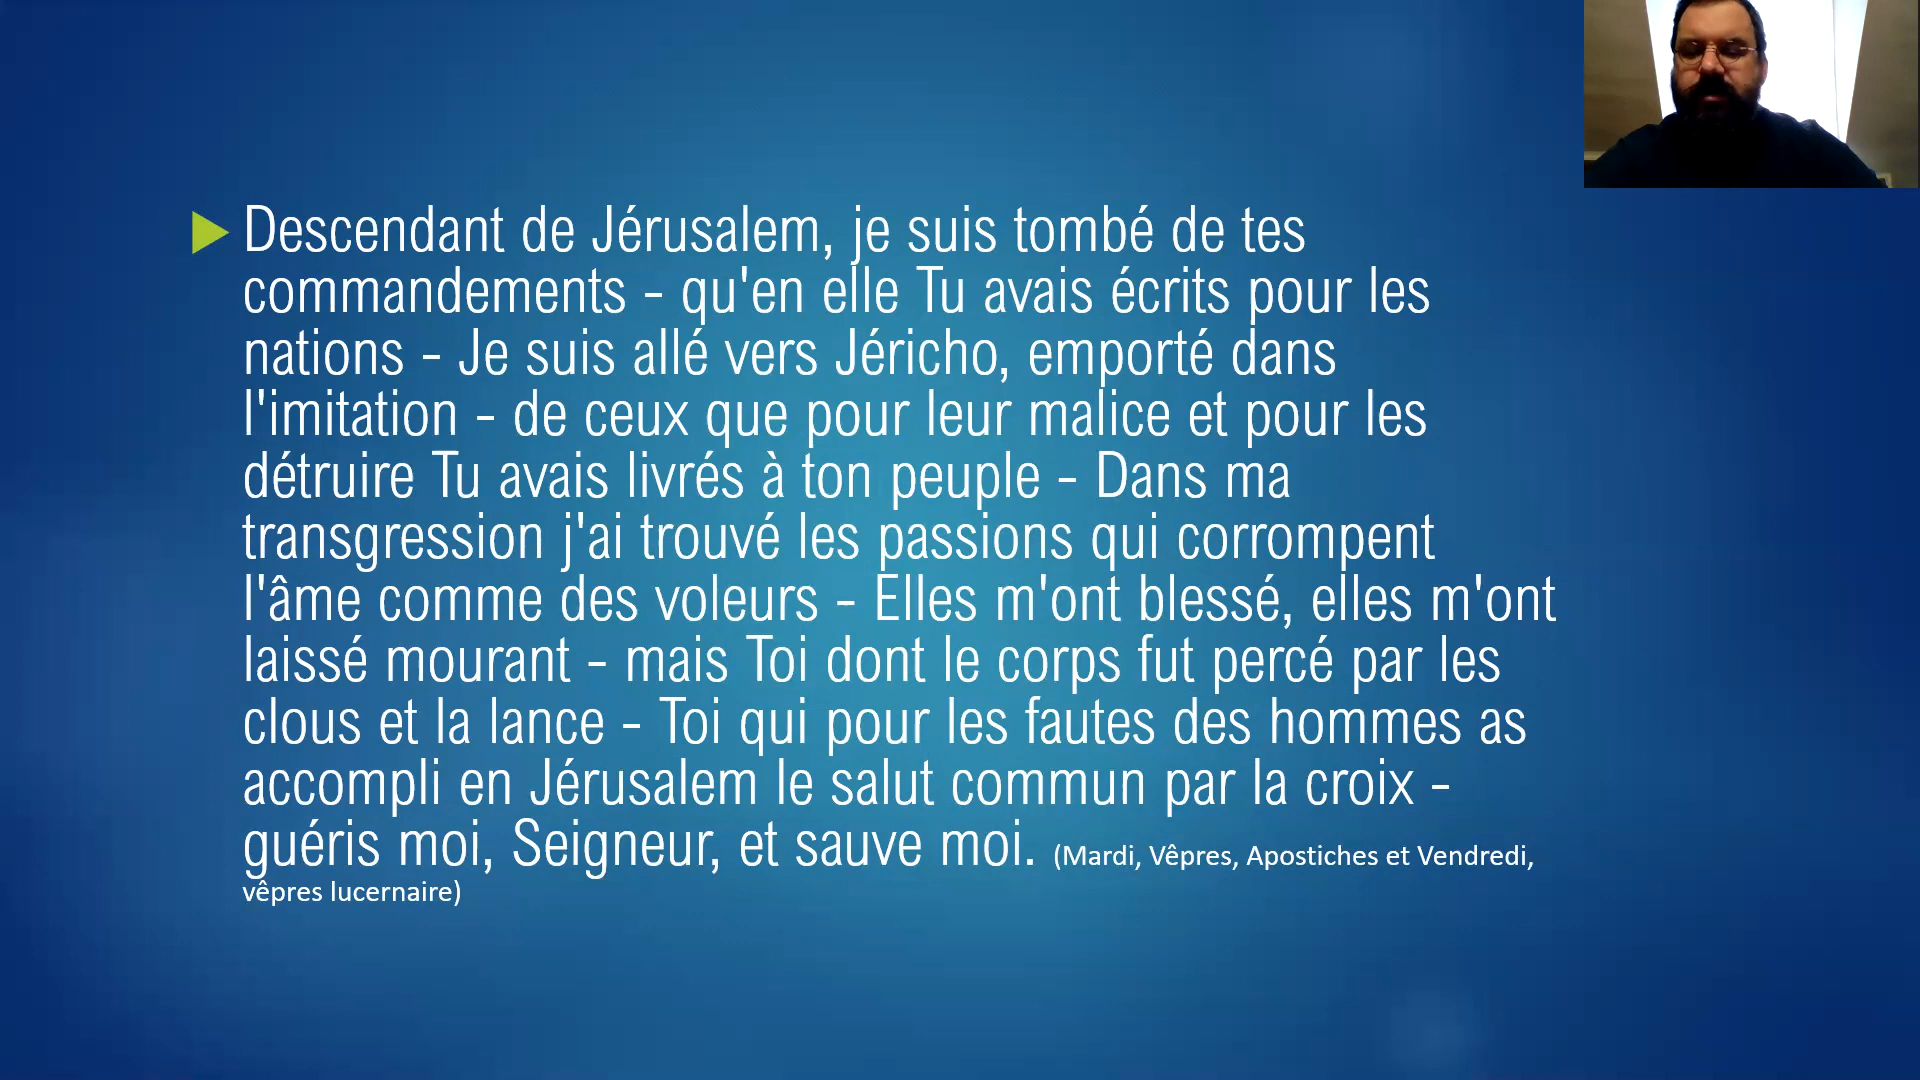 Descendant de Jérusalem, je suis tombé de tes
commandements - qu'en elle Tu avais écrits pour les
nations - Je suis allé vers Jéricho, emporté dans
l'imitation - de ceux que pour leur malice et pour les
détruire Tu avais livrés à ton peuple - Dans ma
transgression j'ai trouvé les passions qui corrompent
l'âme comme des voleurs - Elles m'ont blessé, elles m'ont
laissé mourant - mais Toi dont le corps fut percé par les
clous et la lance - Toi qui pour les fautes des hommes as
accompli en Jérusalem le salut commun par la croix -
guéris moi, Seigneur, et sauve moi. (Mardi, Vêpres, Apostiches et Vendredi,
vêpres lucernaire)